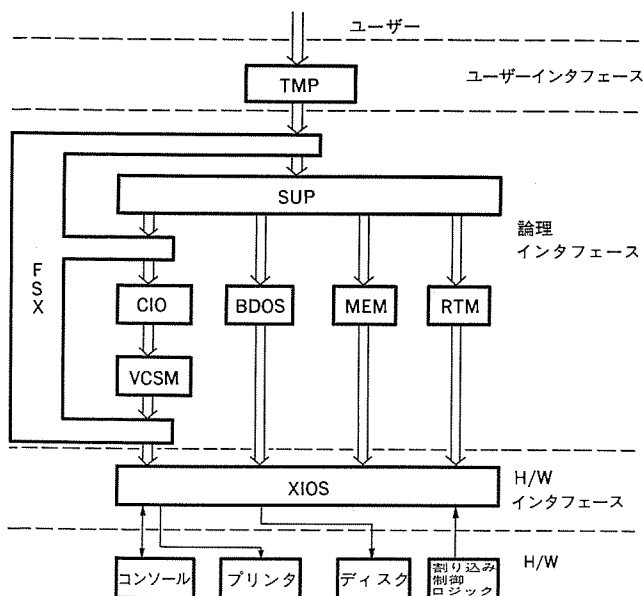 ユーザー
TMP
ユーザーインタフェース
SUP
論理
インタフェース
FSX
CIO
BDOS
MEM
RTM
VCSM
XIOS
H/W
インタフェース
コンソール
プリンタ
ディスク
割り込み
制御
ロジック
H/W